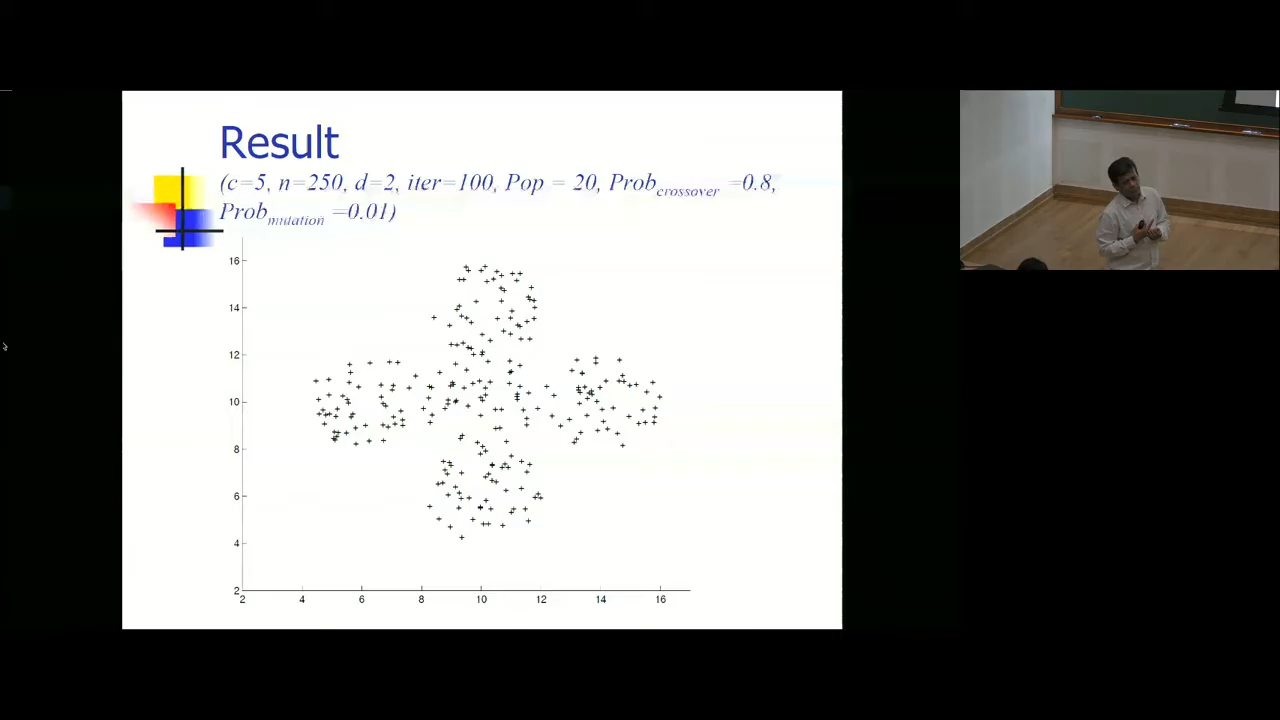 Result
(c=5, n=250, d=2, iter=100, Pop = 20, Prob_crossover =0.8,
Prob_mutation =0.01)
16
14
12
10
8
6
4
2
2 4 6 8 10 12 14 16